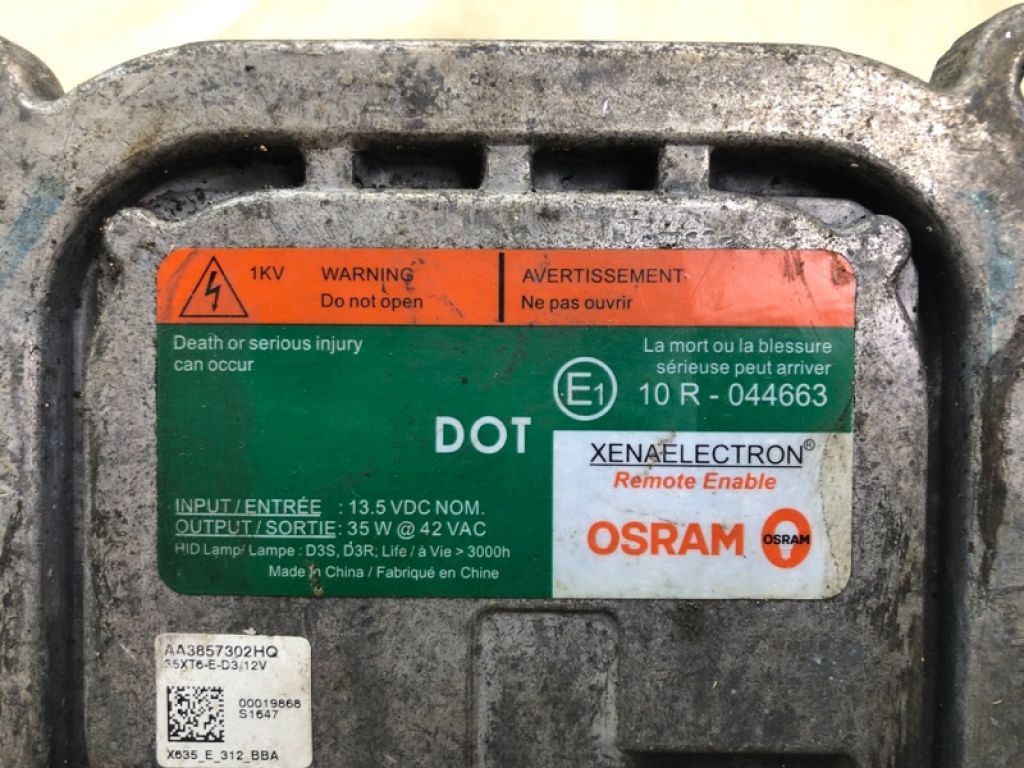 1KV WARNING
Do not open
AVERTISSEMENT
Ne pas ouvrir
Death or serious injury
can occur
La mort ou la blessure
sérieuse peut arriver
E1 10 R - 044663
DOT
XENAELECTRON®
Remote Enable
OSRAM OSRAM
INPUT / ENTRÉE : 13.5 VDC NOM.
OUTPUT / SORTIE : 35 W @ 42 VAC
HID Lamp/ Lampe : D3S, D3R; Life / à Vie > 3000h
Made in China / Fabriqué en Chine
AA3857302HQ
35XT6-E-D3/12V
00019868
S1647
X635_E_312_BBA